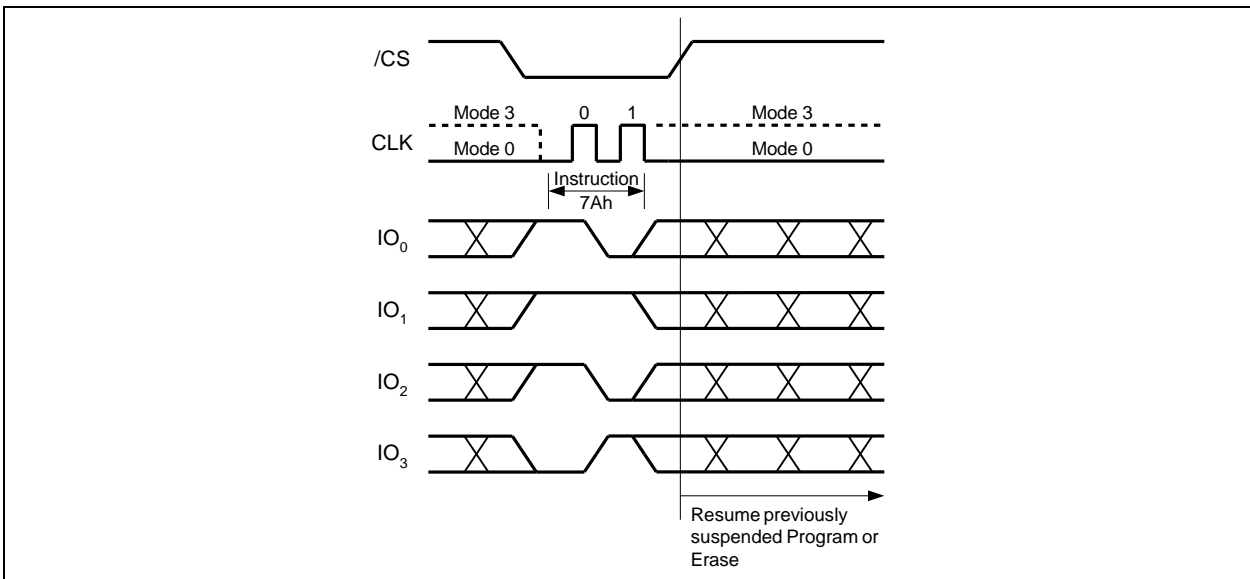 /CS
Mode 3 0 1 Mode 3
CLK
Mode 0 Mode 0
Instruction
7Ah
IO0
IO1
IO2
IO3
Resume previously
suspended Program or
Erase